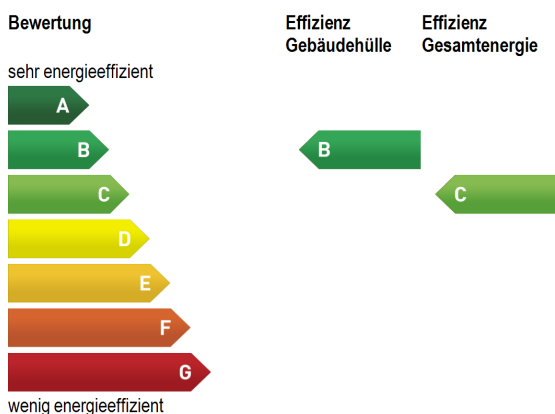 Bewertung
Effizienz
Gebäudehülle
Effizienz
Gesamtenergie
sehr energieeffizient
A
B
B
C
C
D
E
F
G
wenig energieeffizient